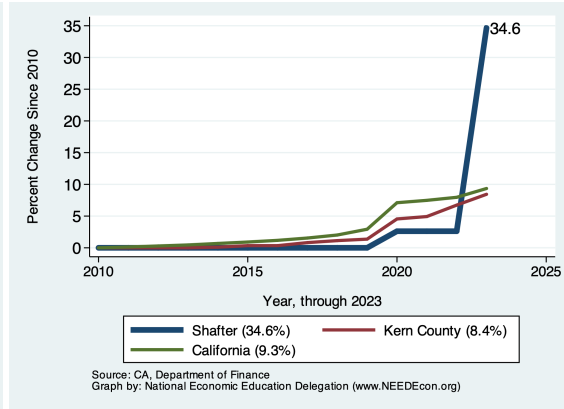 34.6
35
30
25
20
15
10
5
0
Percent Change Since 2010
2010
2015
2020
2025
Year, through 2023
Shafter (34.6%)
Kern County (8.4%)
California (9.3%)
Source: CA, Department of Finance
Graph by: National Economic Education Delegation (www.NEEDEcon.org)